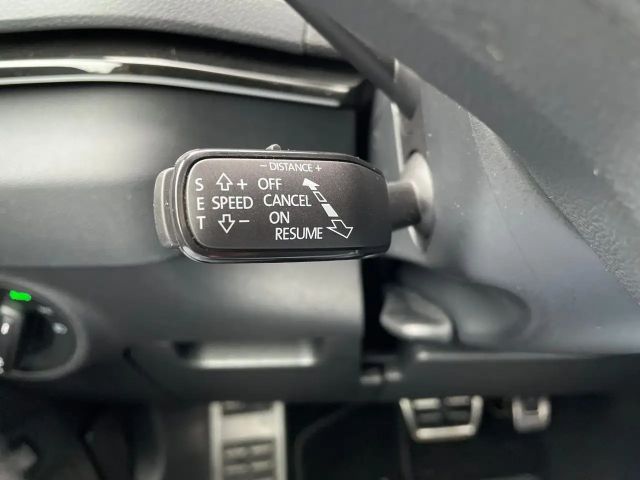 - DISTANCE +
S + OFF
E SPEED CANCEL
T - ON
RESUME